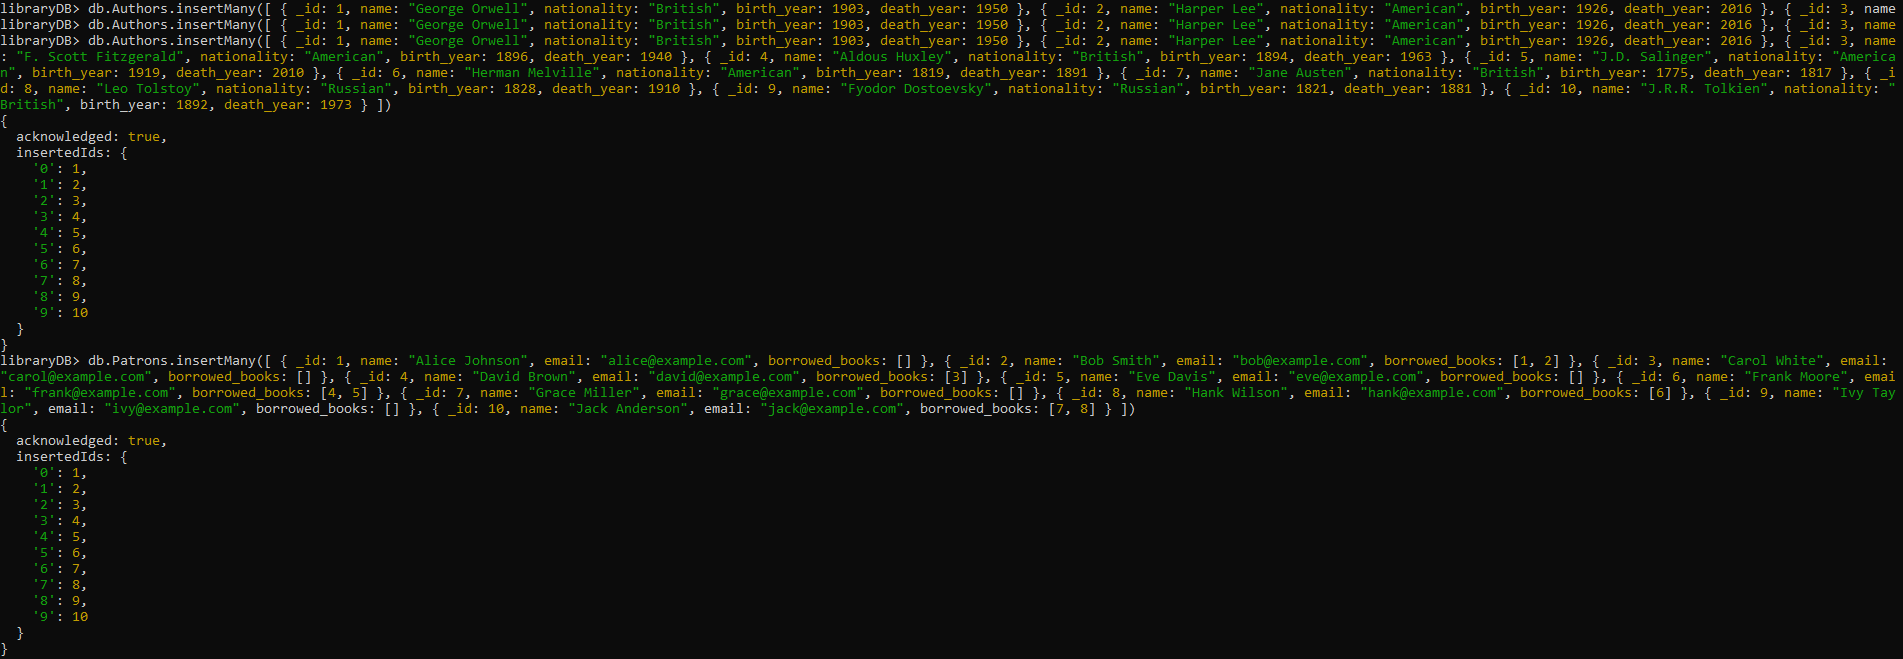 libraryDB> db.Authors.insertMany([ { _id: 1, name: "George Orwell", nationality: "British", birth_year: 1903, death_year: 1950 }, { _id: 2, name: "Harper Lee", nationality: "American", birth_year: 1926, death_year: 2016 }, { _id: 3, name
libraryDB> db.Authors.insertMany([ { _id: 1, name: "George Orwell", nationality: "British", birth_year: 1903, death_year: 1950 }, { _id: 2, name: "Harper Lee", nationality: "American", birth_year: 1926, death_year: 2016 }, { _id: 3, name
libraryDB> db.Authors.insertMany([ { _id: 1, name: "George Orwell", nationality: "British", birth_year: 1903, death_year: 1950 }, { _id: 2, name: "Harper Lee", nationality: "American", birth_year: 1926, death_year: 2016 }, { _id: 3, name
: "F. Scott Fitzgerald", nationality: "American", birth_year: 1896, death_year: 1940 }, { _id: 4, name: "Aldous Huxley", nationality: "British", birth_year: 1894, death_year: 1963 }, { _id: 5, name: "J.D. Salinger", nationality: "America
n", birth_year: 1919, death_year: 2010 }, { _id: 6, name: "Herman Melville", nationality: "American", birth_year: 1819, death_year: 1891 }, { _id: 7, name: "Jane Austen", nationality: "British", birth_year: 1775, death_year: 1817 }, { _i
d: 8, name: "Leo Tolstoy", nationality: "Russian", birth_year: 1828, death_year: 1910 }, { _id: 9, name: "Fyodor Dostoevsky", nationality: "Russian", birth_year: 1821, death_year: 1881 }, { _id: 10, name: "J.R.R. Tolkien", nationality: "
British", birth_year: 1892, death_year: 1973 } ])
{
  acknowledged: true,
  insertedIds: {
    '0': 1,
    '1': 2,
    '2': 3,
    '3': 4,
    '4': 5,
    '5': 6,
    '6': 7,
    '7': 8,
    '8': 9,
    '9': 10
  }
}
libraryDB> db.Patrons.insertMany([ { _id: 1, name: "Alice Johnson", email: "alice@example.com", borrowed_books: [] }, { _id: 2, name: "Bob Smith", email: "bob@example.com", borrowed_books: [1, 2] }, { _id: 3, name: "Carol White", email:
"carol@example.com", borrowed_books: [] }, { _id: 4, name: "David Brown", email: "david@example.com", borrowed_books: [3] }, { _id: 5, name: "Eve Davis", email: "eve@example.com", borrowed_books: [] }, { _id: 6, name: "Frank Moore", emai
l: "frank@example.com", borrowed_books: [4, 5] }, { _id: 7, name: "Grace Miller", email: "grace@example.com", borrowed_books: [] }, { _id: 8, name: "Hank Wilson", email: "hank@example.com", borrowed_books: [6] }, { _id: 9, name: "Ivy Tay
lor", email: "ivy@example.com", borrowed_books: [] }, { _id: 10, name: "Jack Anderson", email: "jack@example.com", borrowed_books: [7, 8] } ])
{
  acknowledged: true,
  insertedIds: {
    '0': 1,
    '1': 2,
    '2': 3,
    '3': 4,
    '4': 5,
    '5': 6,
    '6': 7,
    '7': 8,
    '8': 9,
    '9': 10
  }
}